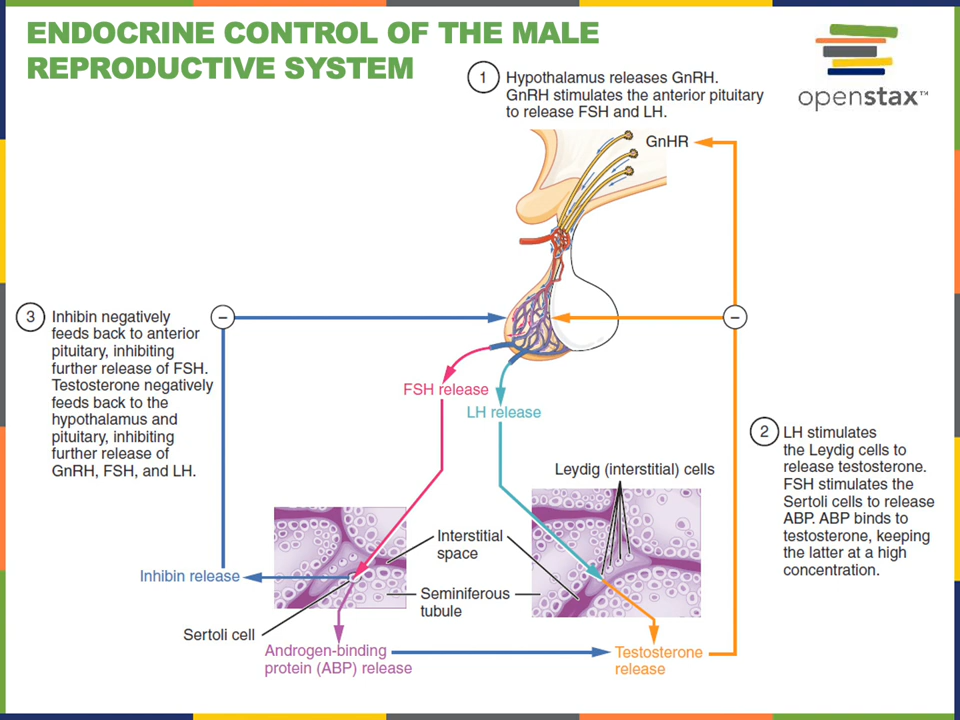 ENDOCRINE CONTROL OF THE MALE
REPRODUCTIVE SYSTEM
openstax™
1
Hypothalamus releases GnRH.
GnRH stimulates the anterior pituitary
to release FSH and LH.
GnHR
3
Inhibin negatively
feeds back to anterior
pituitary, inhibiting
further release of FSH.
Testosterone negatively
feeds back to the
hypothalamus and
pituitary, inhibiting
further release of
GnRH, FSH, and LH.
−
−
FSH release
LH release
2
LH stimulates
the Leydig cells to
release testosterone.
FSH stimulates the
Sertoli cells to release
ABP. ABP binds to
testosterone, keeping
the latter at a high
concentration.
Leydig (interstitial) cells
Interstitial
space
Inhibin release
Seminiferous
tubule
Sertoli cell
Androgen-binding
protein (ABP) release
Testosterone
release